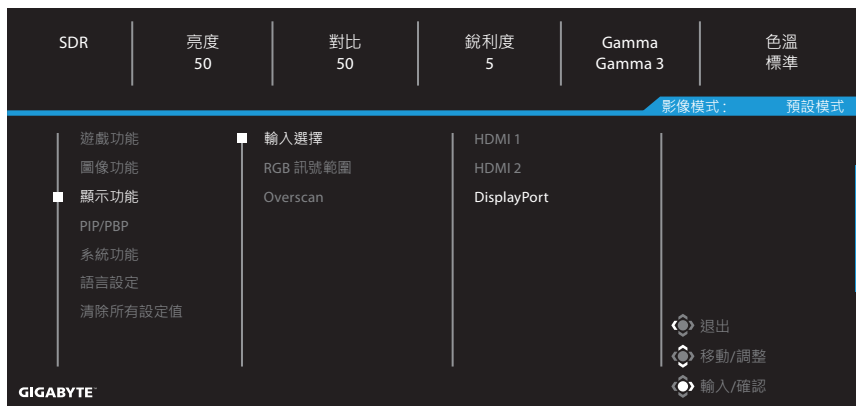 SDR
亮度
50
對比
50
銳利度
5
Gamma
Gamma 3
色溫
標準
影像模式 :
預設模式
遊戲功能
圖像功能
顯示功能
PIP/PBP
系統功能
語言設定
清除所有設定值
輸入選擇
RGB 訊號範圍
Overscan
HDMI 1
HDMI 2
DisplayPort
退出
移動/調整
輸入/確認
GIGABYTE™